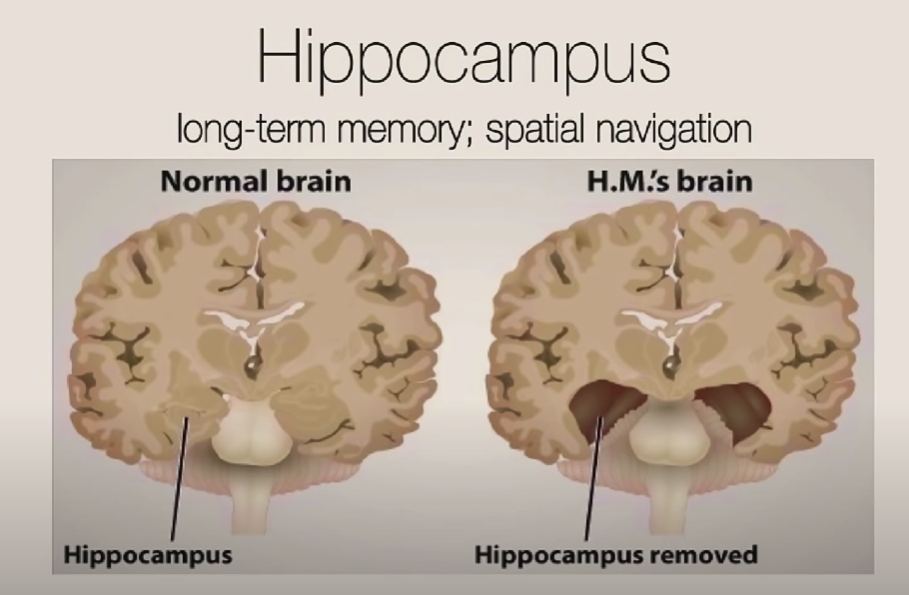 Hippocampus
long-term memory; spatial navigation
Normal brain
H.M.'s brain
Hippocampus
Hippocampus removed